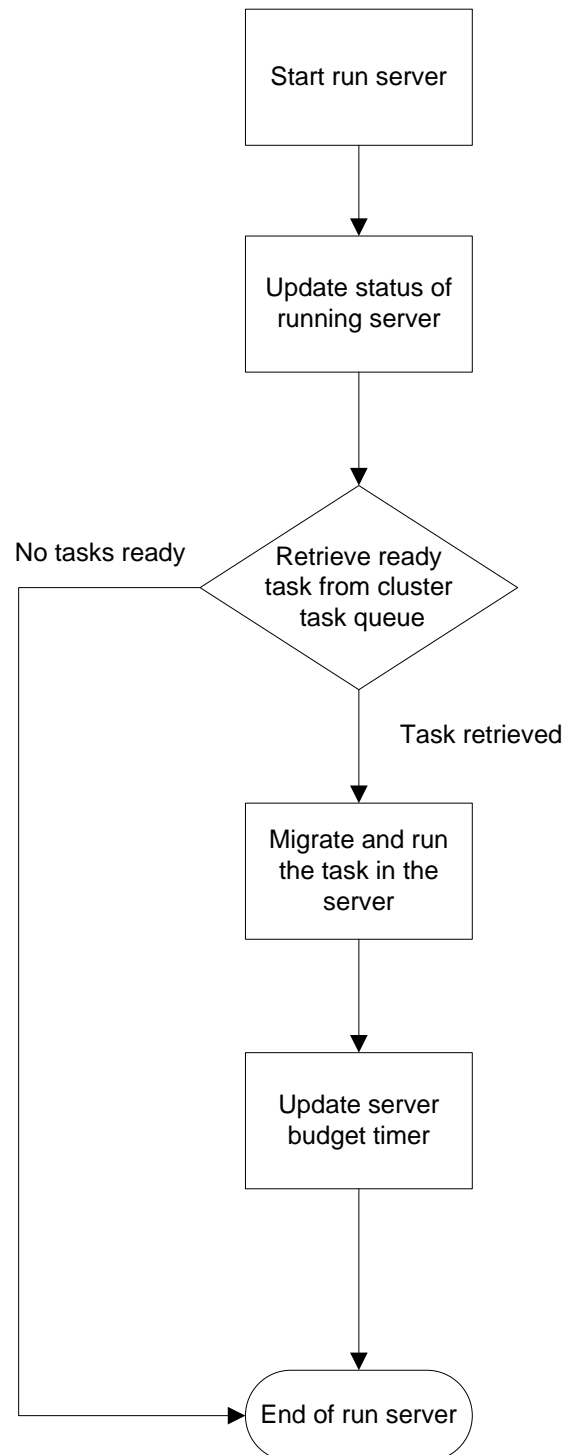 Start run server
Update status of
running server
No tasks ready
Retrieve ready
task from cluster
task queue
Task retrieved
Migrate and run
the task in the
server
Update server
budget timer
End of run server